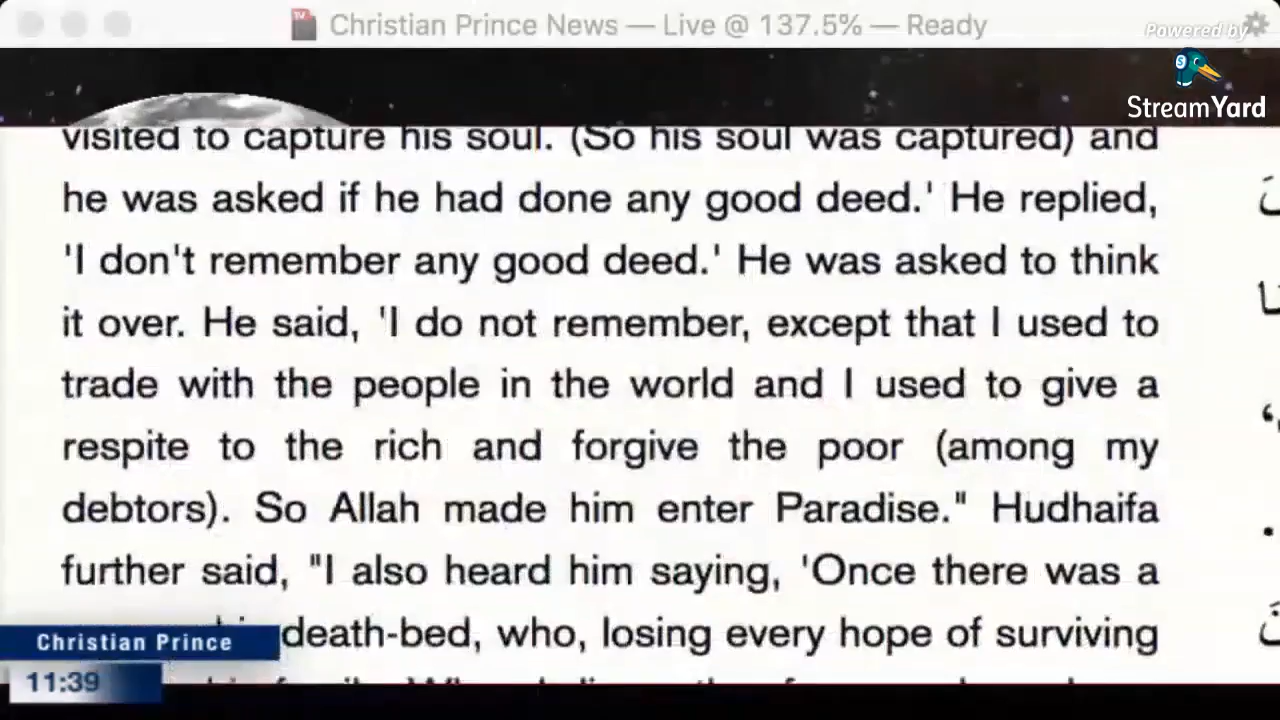 Christian Prince News — Live @ 137.5% — Ready
Powered by
StreamYard
visited to capture his soul. (So his soul was captured) and
he was asked if he had done any good deed.' He replied,
'I don't remember any good deed.' He was asked to think
it over. He said, 'I do not remember, except that I used to
trade with the people in the world and I used to give a
respite to the rich and forgive the poor (among my
debtors). So Allah made him enter Paradise." Hudhaifa
further said, "I also heard him saying, 'Once there was a
death-bed, who, losing every hope of surviving
Christian Prince
11:39